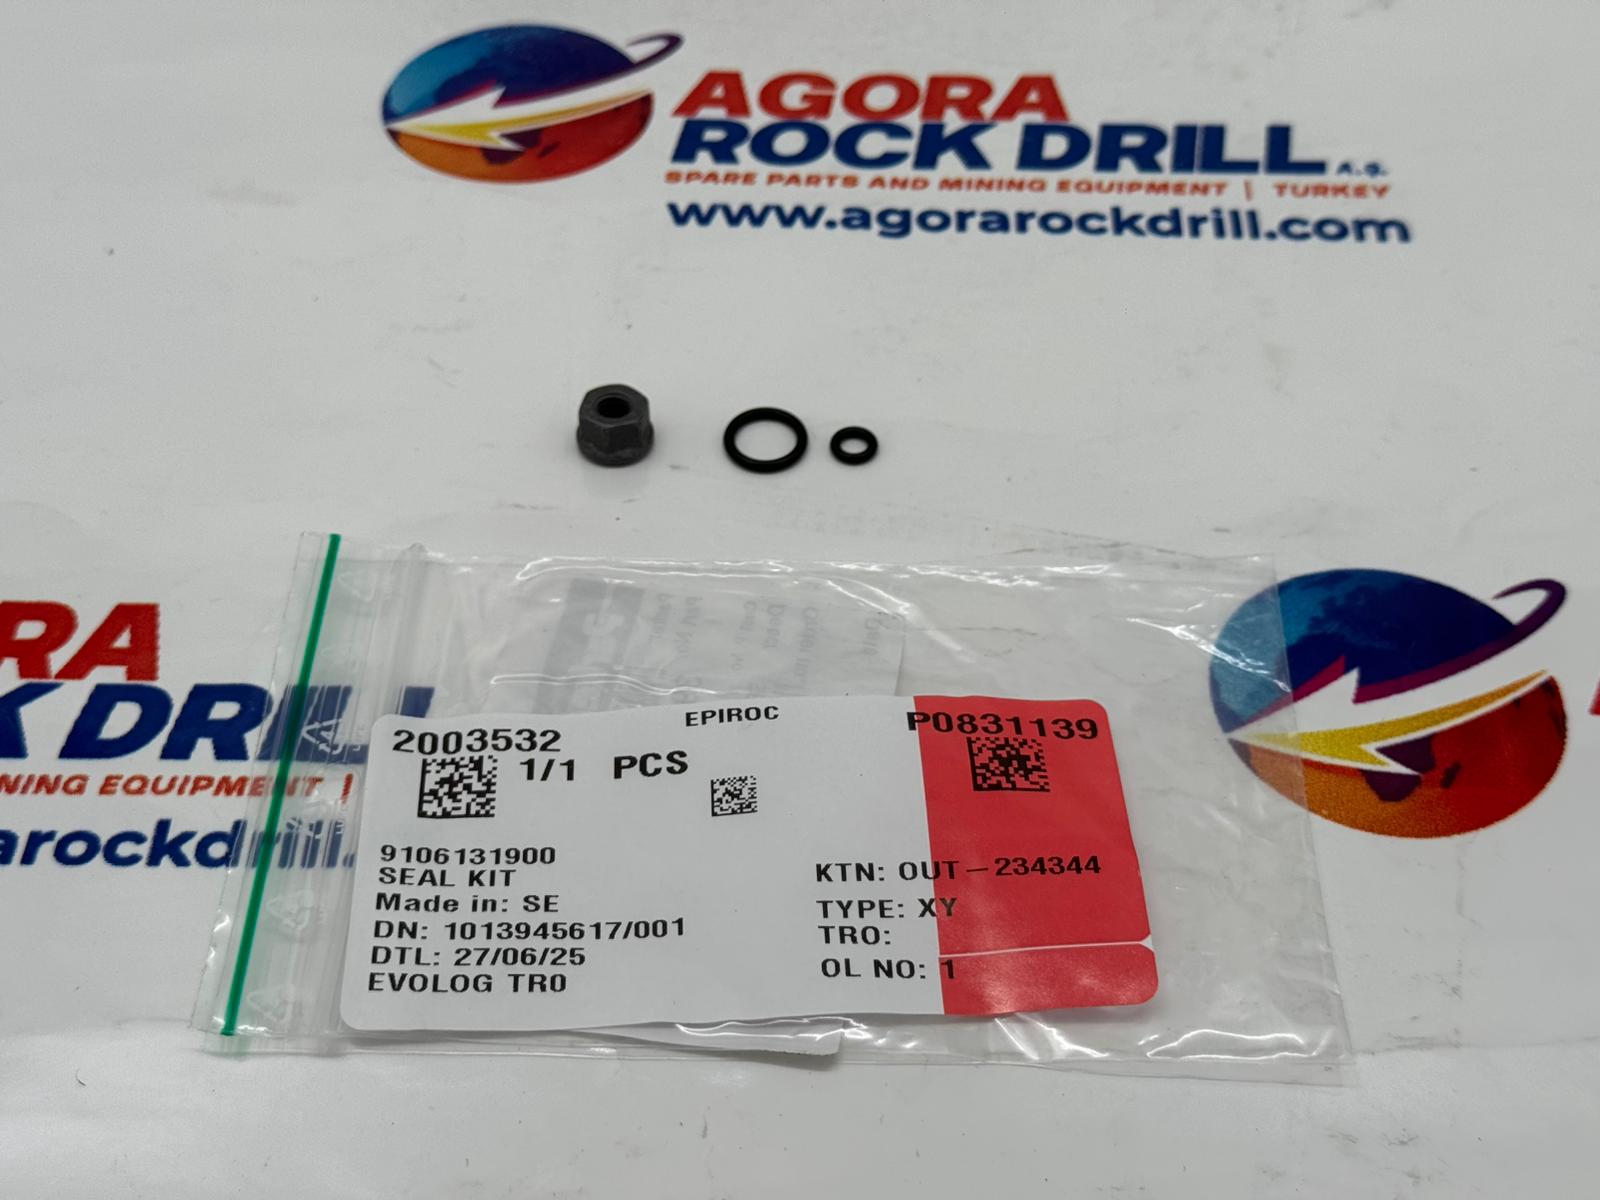 AGORA
ROCK DRILL A.Ş.
SPARE PARTS AND MINING EQUIPMENT | TURKEY
www.agorarockdrill.com
RA
K DRILL
NING EQUIPMENT |
arockdrill.
EPIROC
2003532
P0831139
1/1 PCS
9106131900
SEAL KIT
Made in: SE
DN: 1013945617/001
DTL: 27/06/25
EVOLOG TRO
KTN: OUT-234344
TYPE: XY
TRO:
OL NO: 1